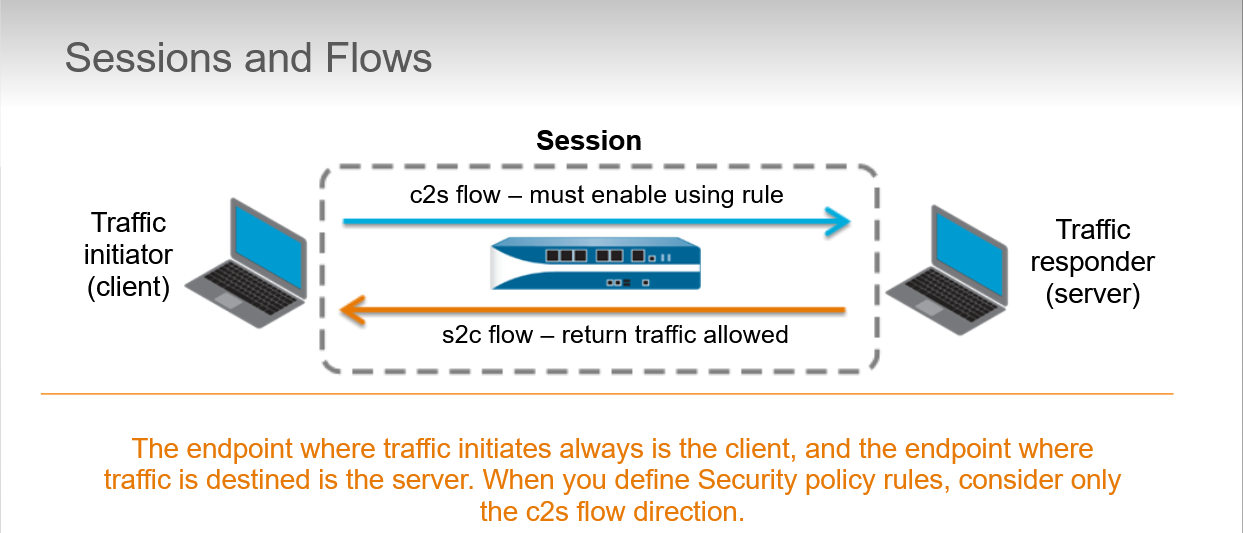 Sessions and Flows
Session
c2s flow – must enable using rule
Traffic
initiator
(client)
Traffic
responder
(server)
s2c flow – return traffic allowed
The endpoint where traffic initiates always is the client, and the endpoint where
traffic is destined is the server. When you define Security policy rules, consider only
the c2s flow direction.